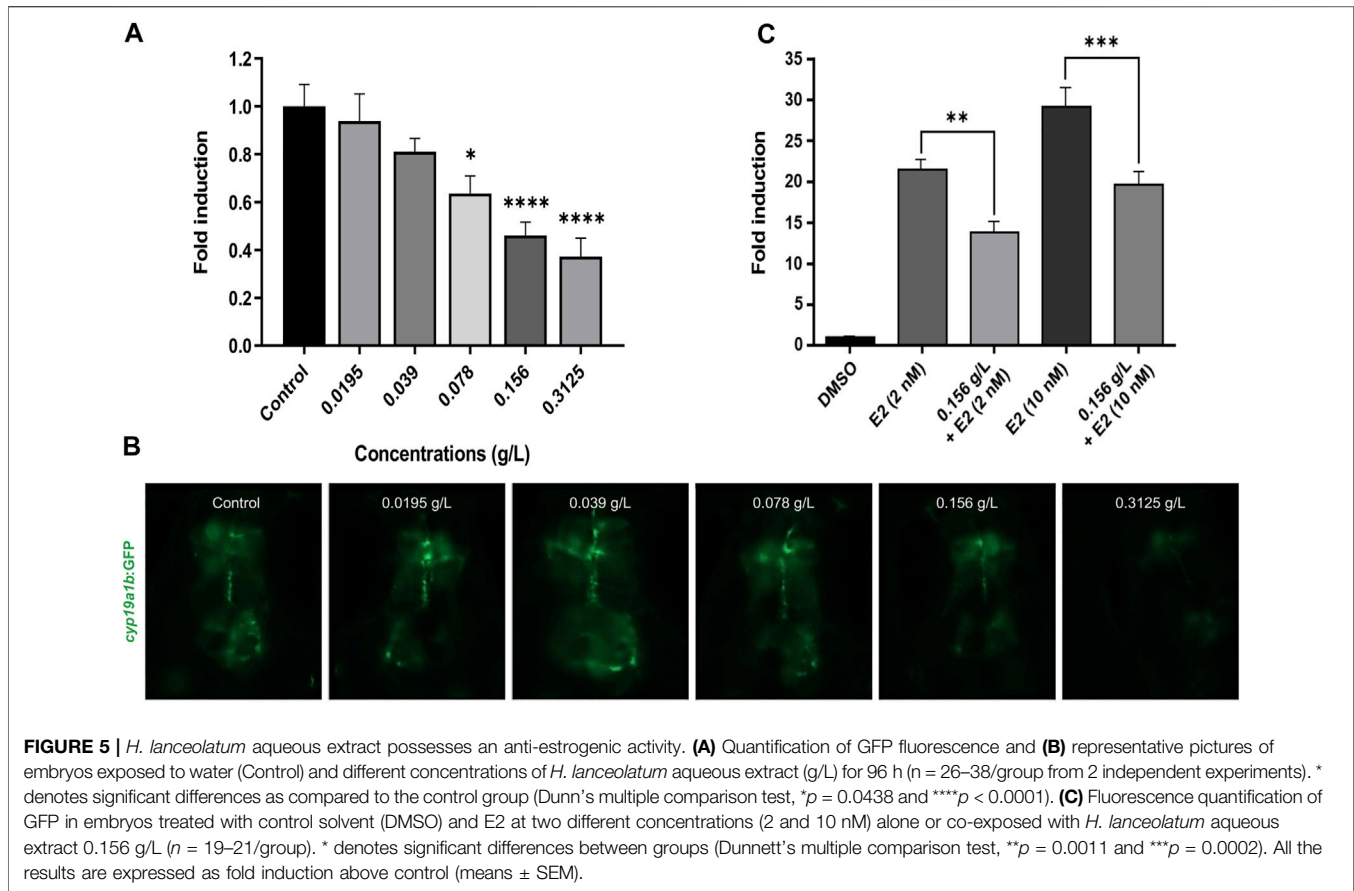 A
1.2
1.0
0.8
0.6
0.4
0.2
0.0
Fold induction
*
****
****
Control
0.0195
0.039
0.078
0.156
0.3125
Concentrations (g/L)
C
35
30
25
20
15
10
5
0
Fold induction
**
***
DMSO
E2 (2 nM)
0.156 g/L
+ E2 (2 nM)
E2 (10 nM)
0.156 g/L
+ E2 (10 nM)
B
cyp19a1b:GFP
Control
0.0195 g/L
0.039 g/L
0.078 g/L
0.156 g/L
0.3125 g/L
FIGURE 5 | H. lanceolatum aqueous extract possesses an anti-estrogenic activity. (A) Quantification of GFP fluorescence and (B) representative pictures of
embryos exposed to water (Control) and different concentrations of H. lanceolatum aqueous extract (g/L) for 96 h (n = 26–38/group from 2 independent experiments). *
denotes significant differences as compared to the control group (Dunn's multiple comparison test, *p = 0.0438 and ****p < 0.0001). (C) Fluorescence quantification of
GFP in embryos treated with control solvent (DMSO) and E2 at two different concentrations (2 and 10 nM) alone or co-exposed with H. lanceolatum aqueous
extract 0.156 g/L (n = 19–21/group). * denotes significant differences between groups (Dunnett's multiple comparison test, **p = 0.0011 and ***p = 0.0002). All the
results are expressed as fold induction above control (means ± SEM).